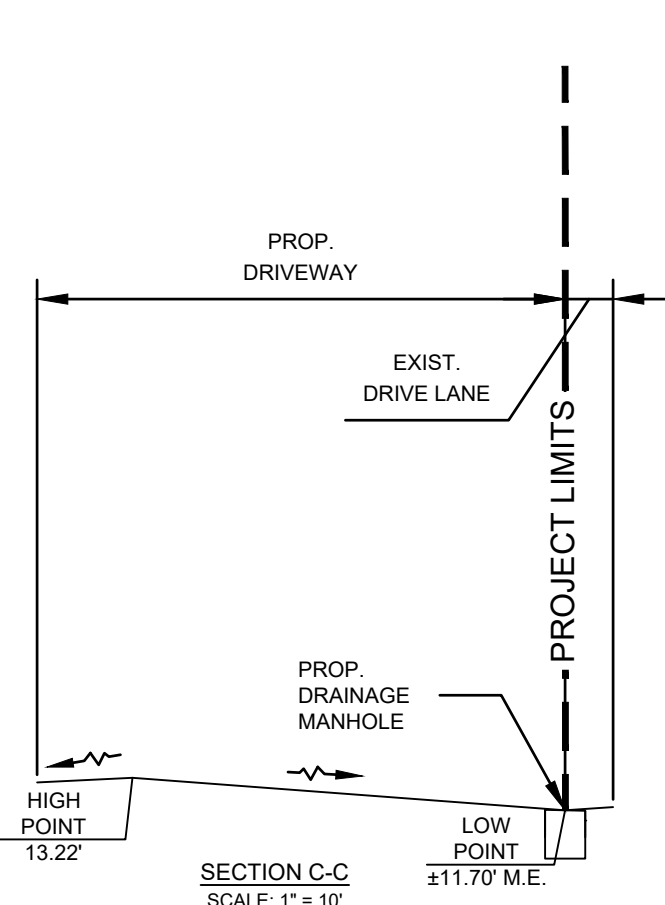 PROP.
DRIVEWAY
EXIST.
DRIVE LANE
PROJECT LIMITS
PROP.
DRAINAGE
MANHOLE
HIGH
POINT
13.22'
LOW
POINT
±11.70' M.E.
SECTION C-C
SCALE: 1" = 10'